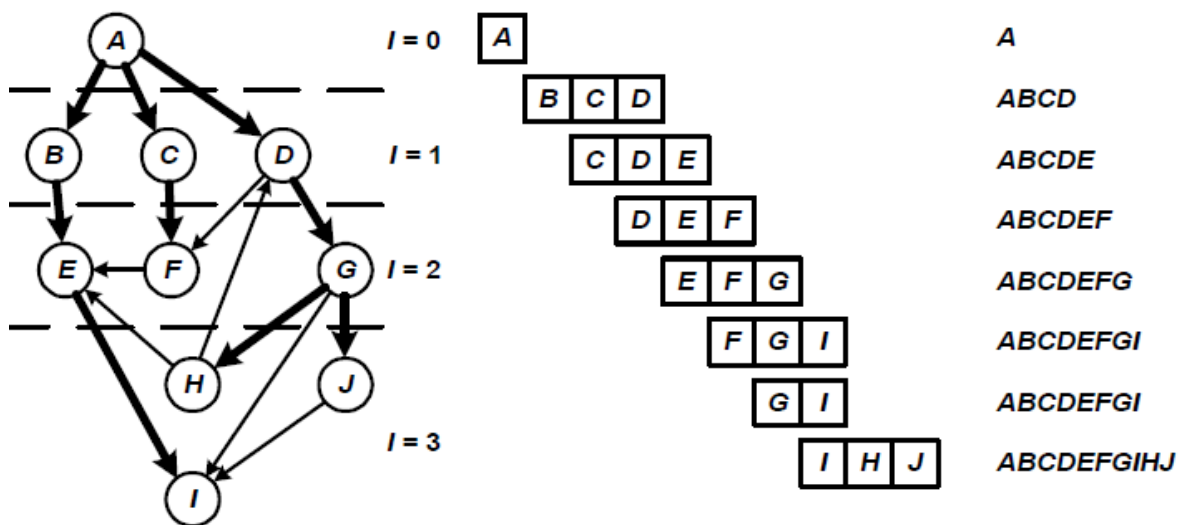 A
l = 0
A
A
B C D
ABCD
B C D
l = 1
C D E
ABCDE
D E F
ABCDEF
E F G
l = 2
E F G
ABCDEFG
F G I
ABCDEFGI
H J
G I
ABCDEFGI
l = 3
I H J
ABCDEFGIHJ
I